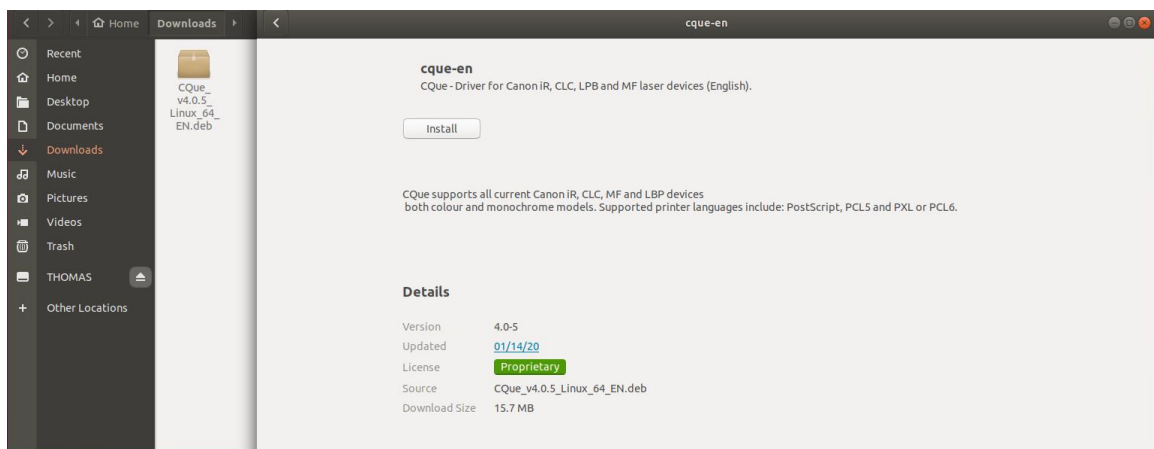 Home Downloads
cque-en
Recent
Home
Desktop
Documents
Downloads
Music
Pictures
Videos
Trash
THOMAS
Other Locations
CQue_
v4.0.5_
Linux_64_
EN.deb
cque-en
CQue - Driver for Canon iR, CLC, LPB and MF laser devices (English).
Install
CQue supports all current Canon iR, CLC, MF and LBP devices
both colour and monochrome models. Supported printer languages include: PostScript, PCL5 and PXL or PCL6.
Details
Version 4.0-5
Updated 01/14/20
License Proprietary
Source CQue_v4.0.5_Linux_64_EN.deb
Download Size 15.7 MB